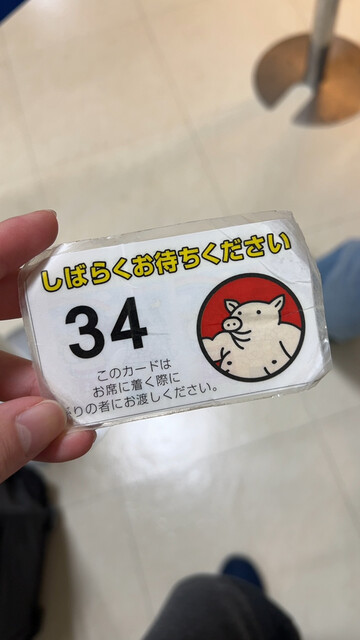 しばらくお待ちください
34
このカードは
お席に着く際に
りの者にお渡しください。